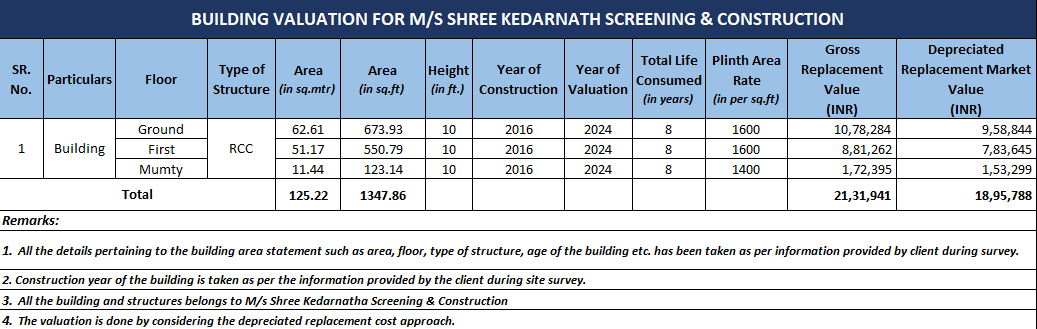 BUILDING VALUATION FOR M/S SHREE KEDARNATH SCREENING & CONSTRUCTION
SR. No. Particulars Floor Type of Structure Area (in sq.mtr) Area (in sq.ft) Height (in ft.) Year of Construction Year of Valuation Total Life Consumed (in years) Plinth Area Rate (in per sq.ft) Gross Replacement Value (INR) Depreciated Replacement Market Value (INR)
1 Building Ground RCC 62.61 673.93 10 2016 2024 8 1600 10,78,284 9,58,844
First 51.17 550.79 10 2016 2024 8 1600 8,81,262 7,83,645
Mumty 11.44 123.14 10 2016 2024 8 1400 1,72,395 1,53,299
Total 125.22 1347.86 21,31,941 18,95,788
Remarks:
1. All the details pertaining to the building area statement such as area, floor, type of structure, age of the building etc. has been taken as per information provided by client during survey.
2. Construction year of the building is taken as per the information provided by the client during site survey.
3. All the building and structures belongs to M/s Shree Kedarnatha Screening & Construction
4. The valuation is done by considering the depreciated replacement cost approach.